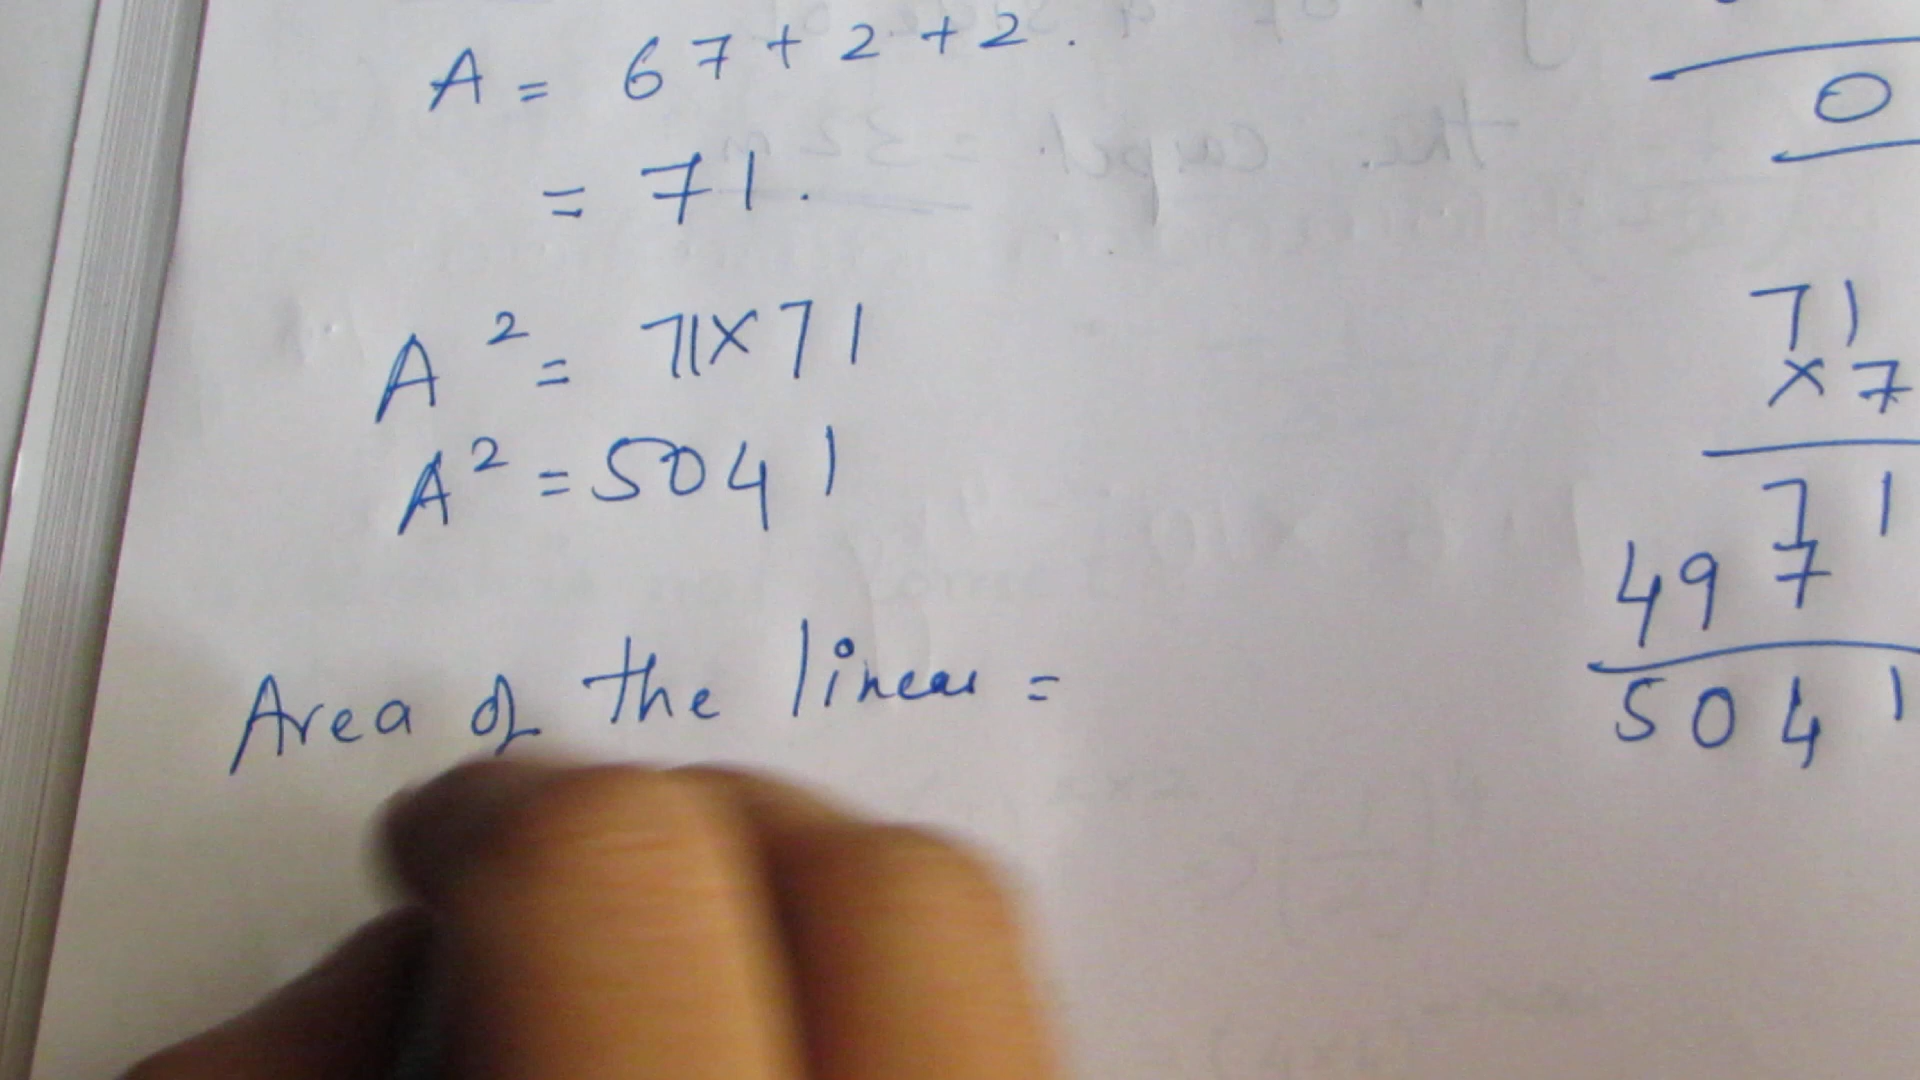 A = 67 + 2 + 2.
= 71.
A² = 71 × 71
A² = 5041
Area of the linear =
0
71
× 7
71
497
5041